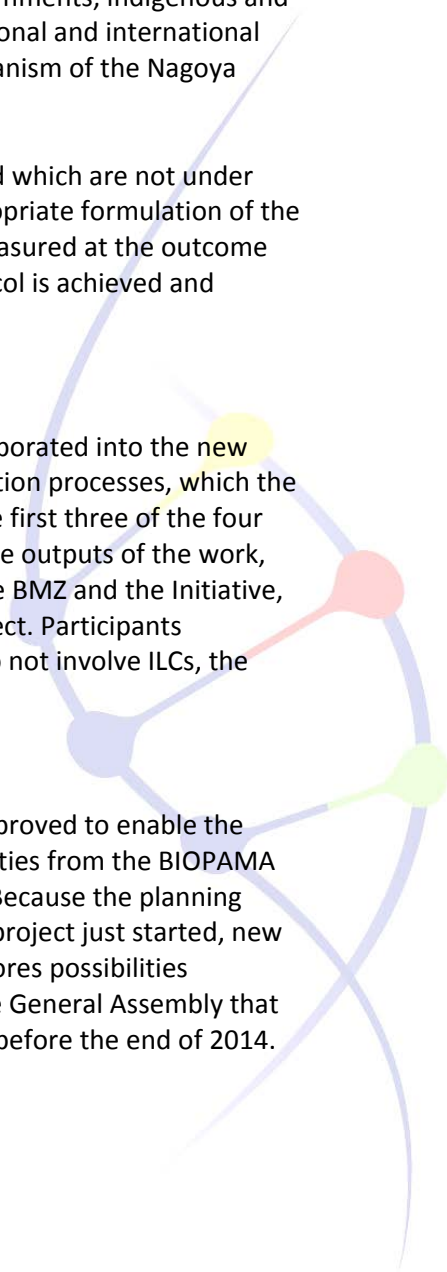 nments, indigenous and
onal and international
anism of the Nagoya
d which are not under
opriate formulation of the
asured at the outcome
col is achieved and
porated into the new
tion processes, which the
e first three of the four
e outputs of the work,
e BMZ and the Initiative,
ect. Participants
o not involve ILCs, the
proved to enable the
ties from the BIOPAMA
Because the planning
project just started, new
ores possibilities
e General Assembly that
before the end of 2014.